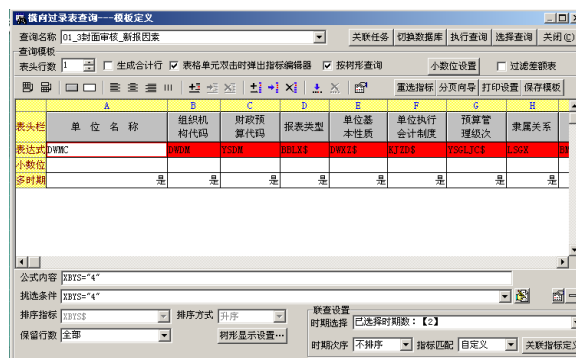 横向过录表查询——模板定义
查询名称 01_3封面审核_新报因素 关联任务 切换数据库 执行查询 选择查询 关闭(C)
查询模板
表头行数 1 生成合计行 表格单元双击时弹出指标编辑器 按树形查询 小数位设置 过滤差额表
重选指标 分页向导 打印设置 保存模板
A B C D E F G H
表头栏 单位名称 组织机构代码 财政预算代码 报表类型 单位基本性质 单位执行会计制度 预算管理级次 隶属关系
表达式 DWMC DWDM YSDM BBLX$ DWXZ$ KJZD$ YSGLJC$ LSGX
小数位
多时期 是 是 是 是 是 是 是 是
公式内容 XBYS="4"
挑选条件 XBYS="4"
排序指标 XBYS$ 排序方式 升序 联查设置
时期选择 已选择时期数：【2】
保留行数 全部 树形显示设置… 时期次序 不排序 指标匹配 自定义 关联指标定